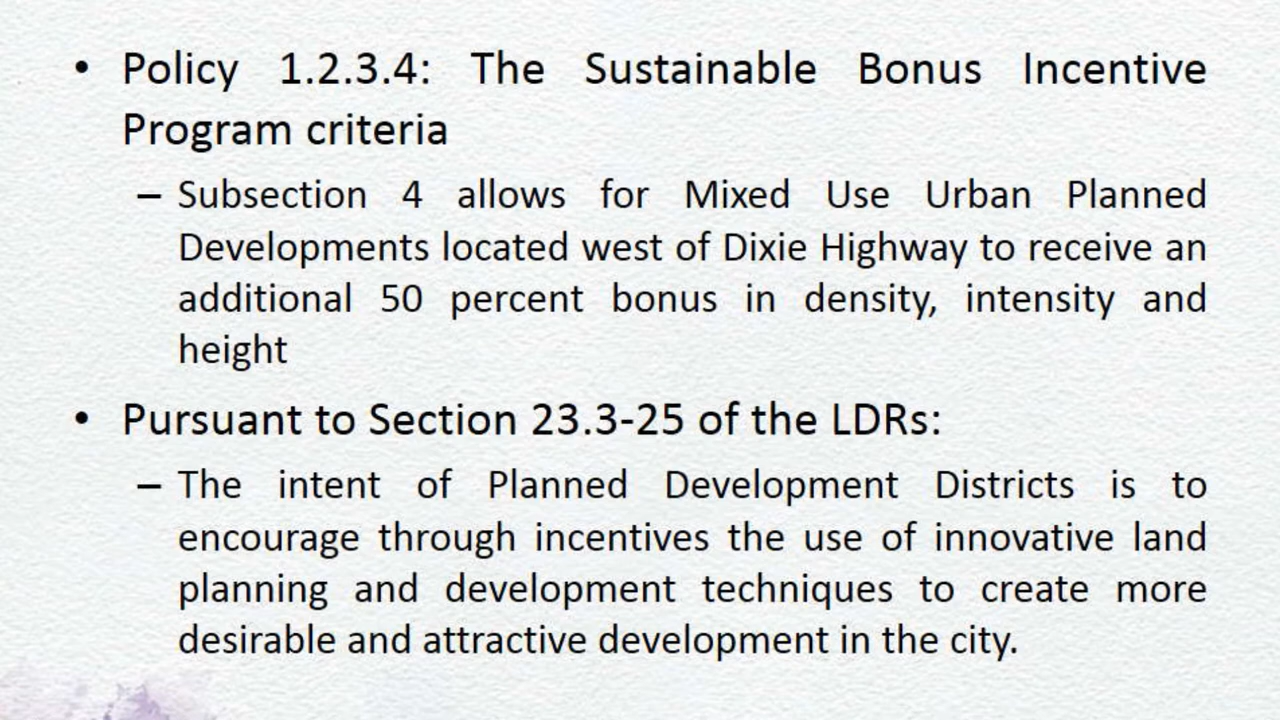 • Policy 1.2.3.4: The Sustainable Bonus Incentive
Program criteria
– Subsection 4 allows for Mixed Use Urban Planned
Developments located west of Dixie Highway to receive an
additional 50 percent bonus in density, intensity and
height
• Pursuant to Section 23.3-25 of the LDRs:
– The intent of Planned Development Districts is to
encourage through incentives the use of innovative land
planning and development techniques to create more
desirable and attractive development in the city.